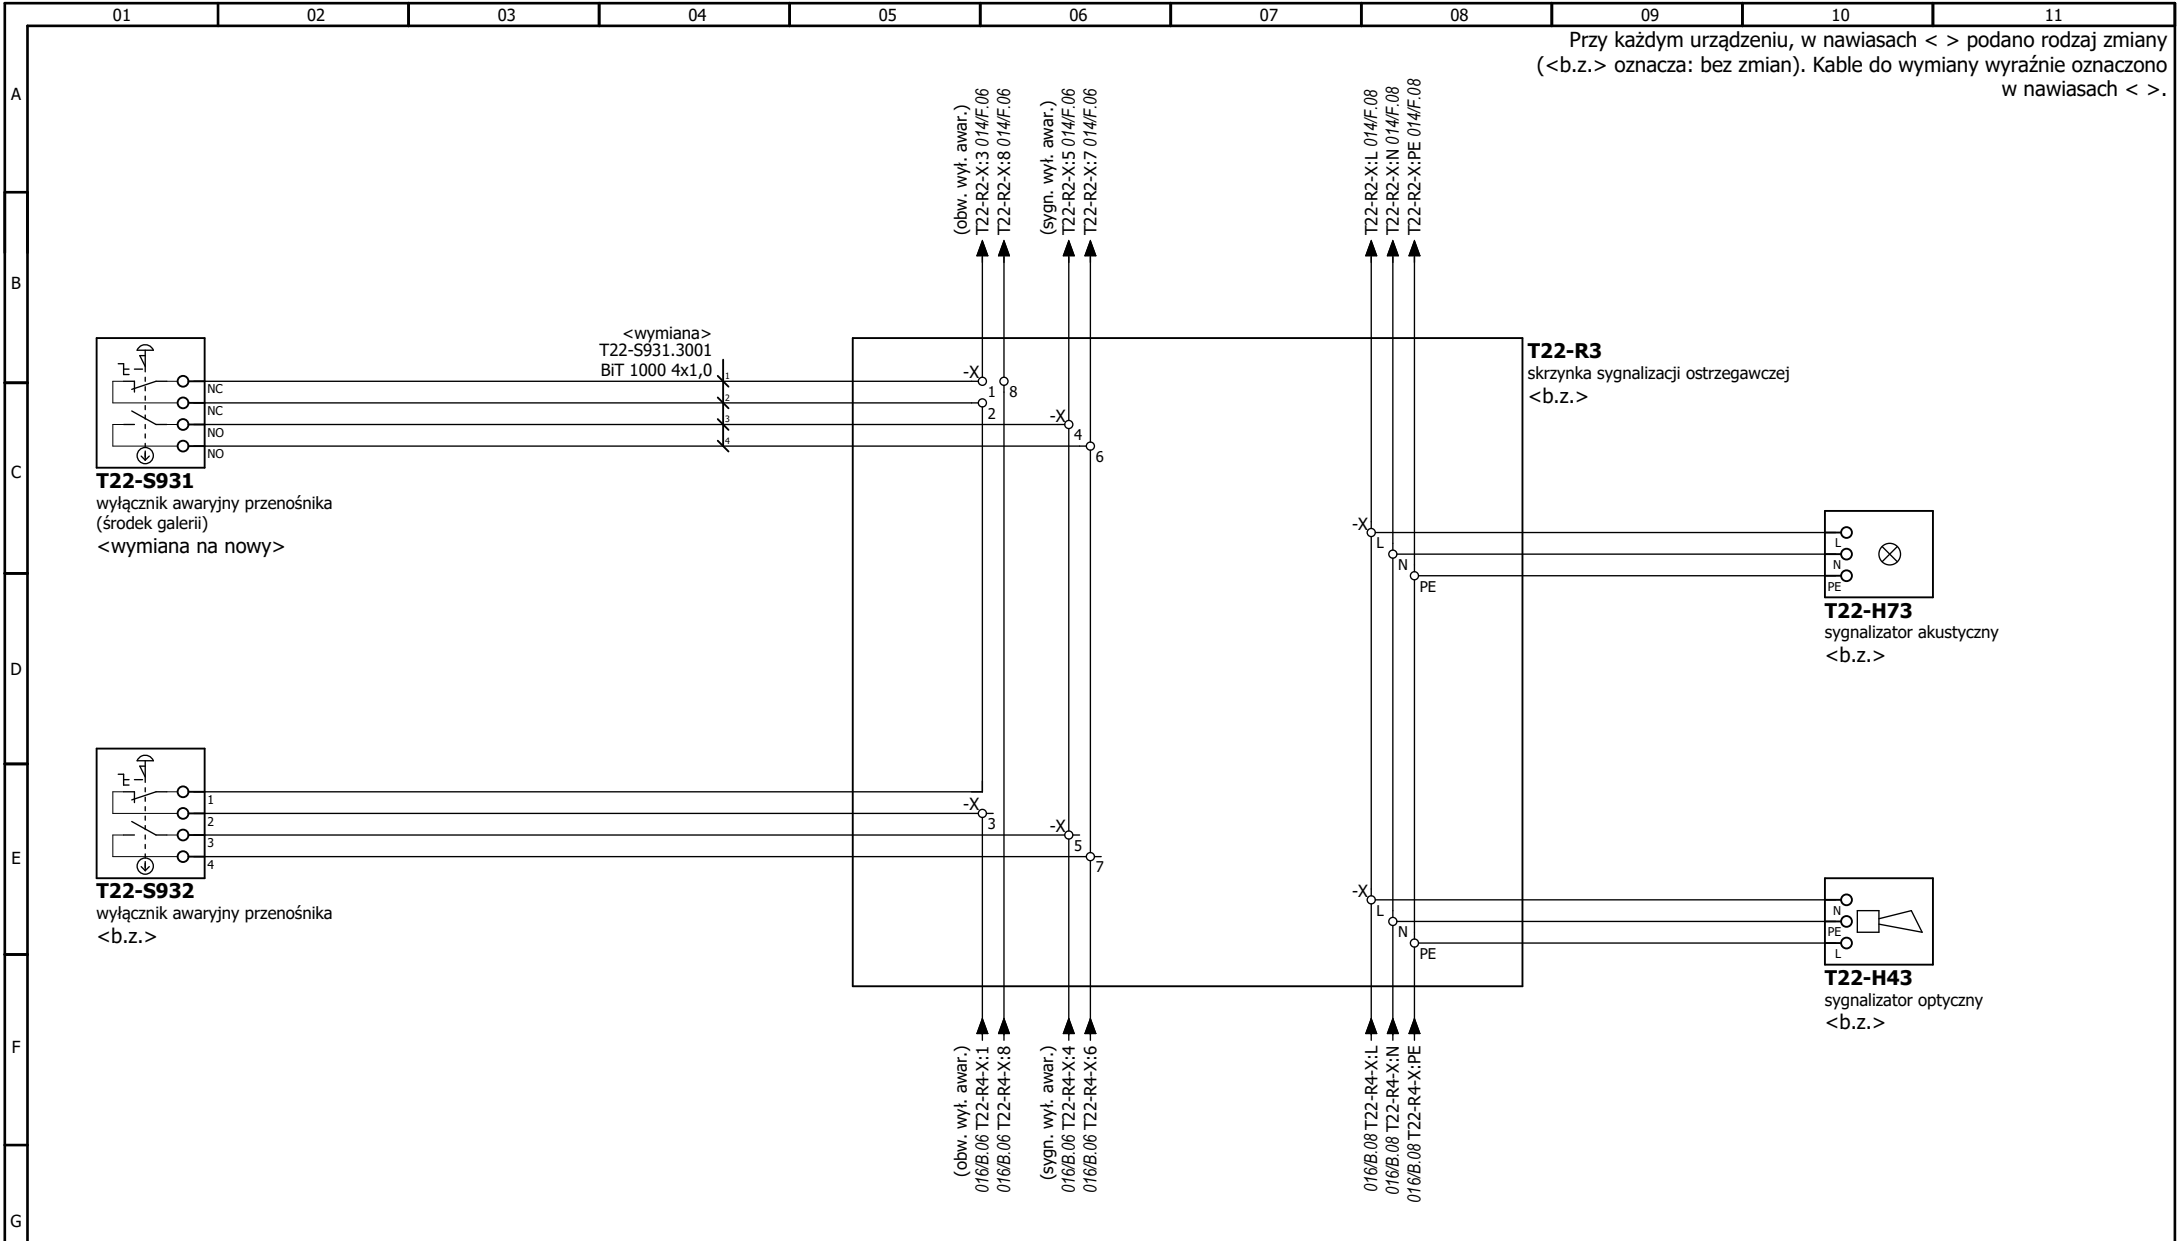 01 02 03 04 05 06 07 08 09 10 11
Przy każdym urządzeniu, w nawiasach < > podano rodzaj zmiany
(<b.z.> oznacza: bez zmian). Kable do wymiany wyraźnie oznaczono
w nawiasach < >.
A
B
C
D
E
F
G
(obw. wył. awar.)
T22-R2-X:3 014/F.06
T22-R2-X:8 014/F.06
(sygn. wył. awar.)
T22-R2-X:5 014/F.06
T22-R2-X:7 014/F.06
T22-R2-X:L 014/F.08
T22-R2-X:N 014/F.08
T22-R2-X:PE 014/F.08
<wymiana>
T22-S931.3001
BiT 1000 4x1,0
1
2
3
4
NC
NC
NO
NO
T22-S931
wyłącznik awaryjny przenośnika
(środek galerii)
<wymiana na nowy>
-X
1
8
2
-X
4
6
T22-R3
skrzynka sygnalizacji ostrzegawczej
<b.z.>
-X
L
N
PE
L
N
PE
T22-H73
sygnalizator akustyczny
<b.z.>
1
2
3
4
T22-S932
wyłącznik awaryjny przenośnika
<b.z.>
-X
3
-X
5
7
-X
L
N
PE
N
PE
L
T22-H43
sygnalizator optyczny
<b.z.>
(obw. wył. awar.)
016/B.06 T22-R4-X:1
016/B.06 T22-R4-X:8
(sygn. wył. awar.)
016/B.06 T22-R4-X:4
016/B.06 T22-R4-X:6
016/B.08 T22-R4-X:L
016/B.08 T22-R4-X:N
016/B.08 T22-R4-X:PE